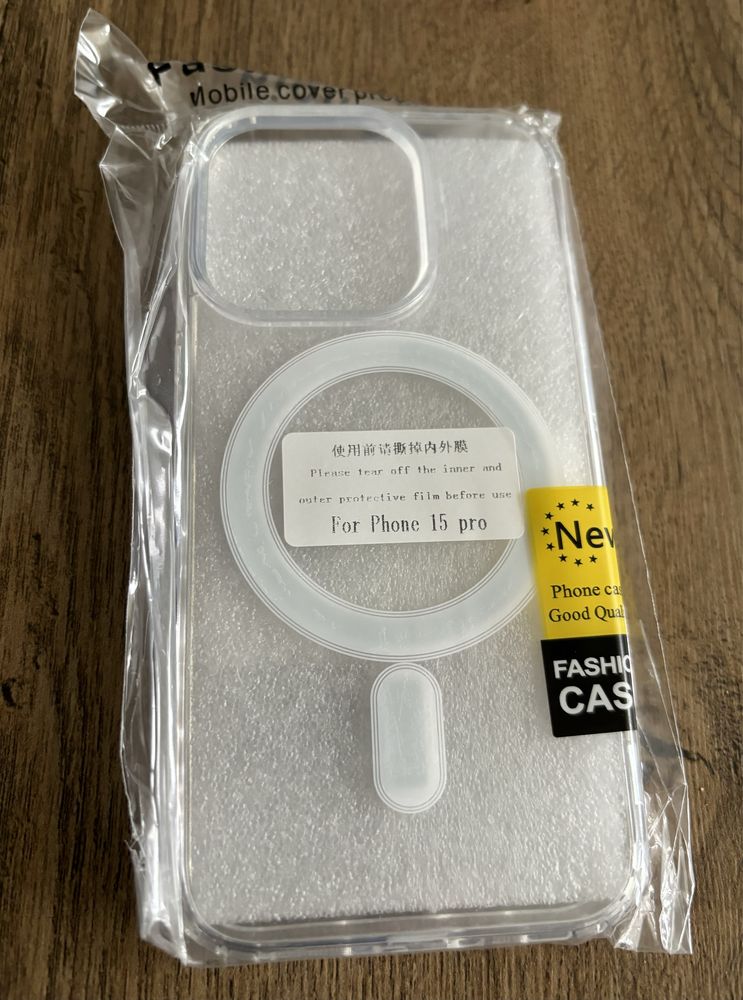 Mobile cover pro
使用前请撕掉内外膜
Please tear off the inner and
outer protective film before use
For Phone 15 pro
New
Phone cas
Good Qual
FASHIO
CAS